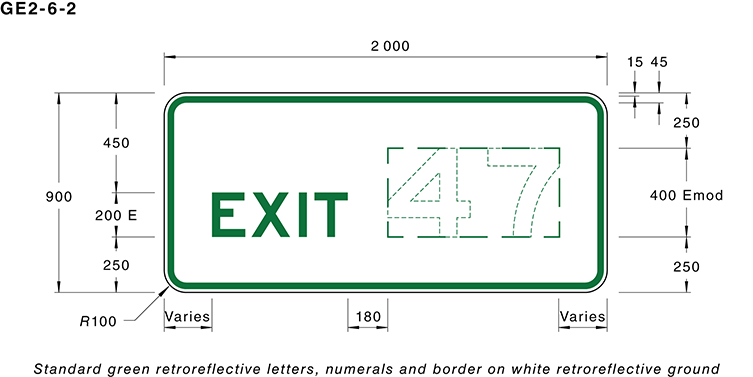 GE2-6-2
2 000
15 45
900
450
200 E
250
EXIT 47
250
400 Emod
250
R100
Varies
180
Varies
Standard green retroreflective letters, numerals and border on white retroreflective ground